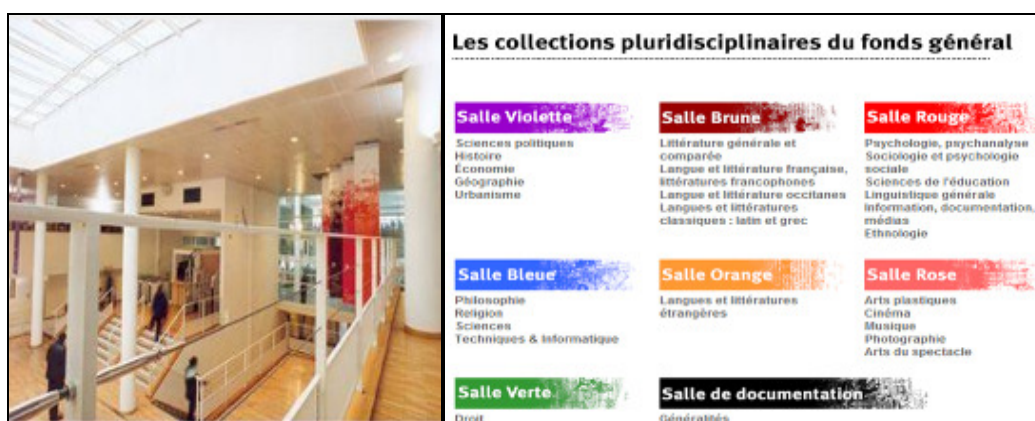 Les collections pluridisciplinaires du fonds général
Salle Violette
Sciences politiques
Histoire
Économie
Géographie
Urbanisme
Salle Brune
Littérature générale et
comparée
Langue et littérature française,
littératures francophones
Langue et littérature occitanes
Langues et littératures
classiques : latin et grec
Salle Rouge
Psychologie, psychanalyse
Sociologie et psychologie
sociale
Sciences de l'éducation
Linguistique générale
Information, documentation,
médias
Ethnologie
Salle Bleue
Philosophie
Religion
Sciences
Techniques & Informatique
Salle Orange
Langues et littératures
étrangères
Salle Rose
Arts plastiques
Cinéma
Musique
Photographie
Arts du spectacle
Salle Verte
Droit
Salle de documentation
Généralités